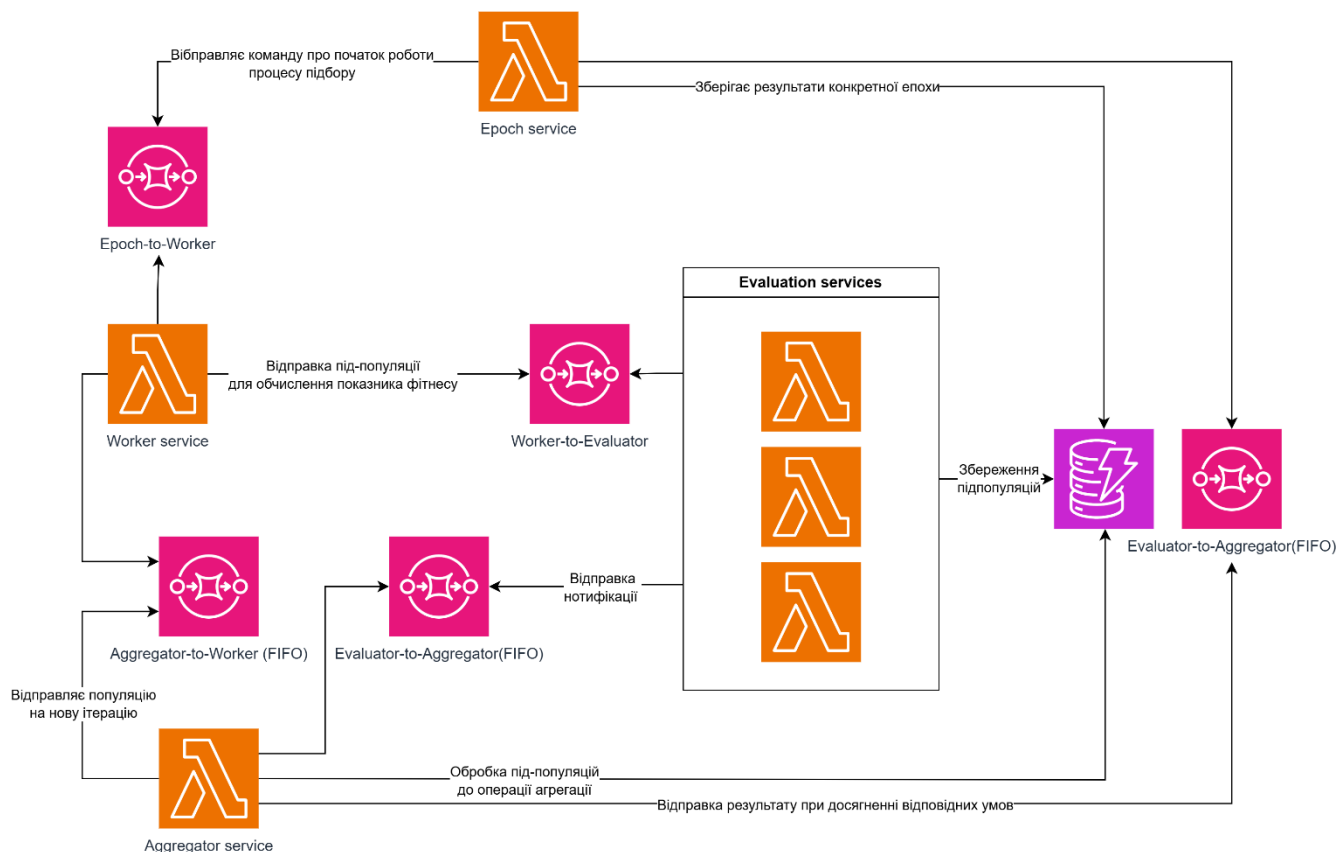 Вібправляє команду про початок роботи
процесу підбору
Зберігає результати конкретної епохи
Epoch service
Epoch-to-Worker
Evaluation services
Відправка під-популяції
для обчислення показника фітнесу
Worker service
Worker-to-Evaluator
Збереження
підпопуляцій
Evaluator-to-Aggregator(FIFO)
Відправка
нотифікації
Aggregator-to-Worker (FIFO)
Evaluator-to-Aggregator(FIFO)
Відправляє популяцію
на нову ітерацію
Обробка під-популяцій
до операції агрегації
Відправка результату при досягненні відповідних умов
Aggregator service